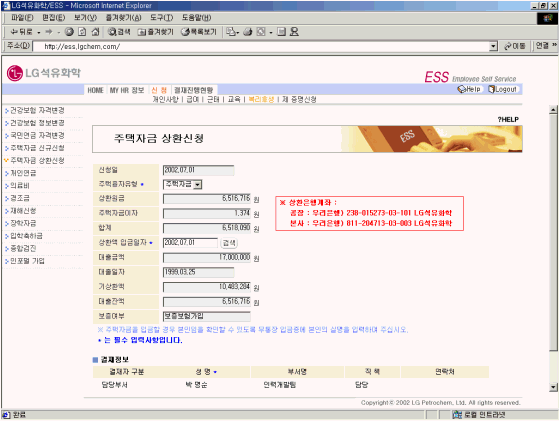 LG석유화학/ESS - Microsoft Internet Explorer
파일(F) 편집(E) 보기(V) 즐겨찾기(A) 도구(T) 도움말(H)
뒤로 검색 즐겨찾기 목록보기
주소(D) http://ess.lgchem.com/ 이동 연결 »
LG석유화학
ESS Employee Self Service
HOME MY HR 정보 신 청 결재진행현황 Help Logout
개인사항 | 급여 | 근태 | 교육 | 복리후생 | 제 증명신청
건강보험 자격변경
건강보험 정보변경
국민연금 자격변경
주택자금 신규신청
주택자금 상환신청
개인연금
의료비
경조금
재해신청
장학자금
입학축하금
종합검진
인포멀 가입
?HELP
주택자금 상환신청
ESS
신청일 2002.07.01
주택융자유형 * 주택자금
상환원금 6,516,716 원
주택자금이자 1,374 원
합계 6,518,090 원
상환액 입금일자 * 2002.07.01 검색
대출금액 17,000,000 원
대출일자 1999.03.25
기상환액 10,483,284 원
대출잔액 6,516,716 원
보증여부 보증보험가입
※ 상환은행계좌 :
공장 : 우리은행) 238-015273-03-101 LG석유화학
본사 : 우리은행) 811-204713-03-003 LG석유화학
※ 주택자금을 입금할 경우 본인임을 확인할 수 있도록 무통장 입금증에 본인의 실명을 입력하여 주십시오.
* 는 필수 입력사항입니다.
결재정보
결재자 구분 성 명 * 부서명 직 책 연락처
담당부서 박 명순 인력개발팀 담당
Copyright © 2002 LG Petrochem, Ltd. All rights reserved.
완료 로컬 인트라넷